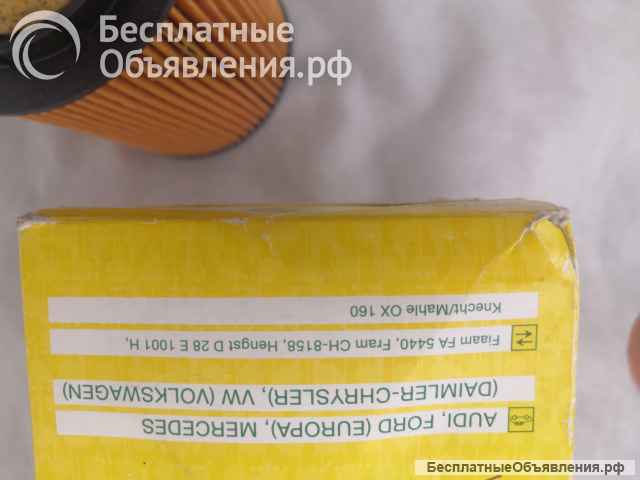 Бесплатные
Объявления.рф
AUDI, FORD (EUROPA), MERCEDES
(DAIMLER-CHRYSLER), VW (VOLKSWAGEN)
Fiaam FA 5440, Fram CH-8158, Hengst D 28 E 1001 H,
Knecht/Mahle OX 160
БесплатныеОбъявления.рф